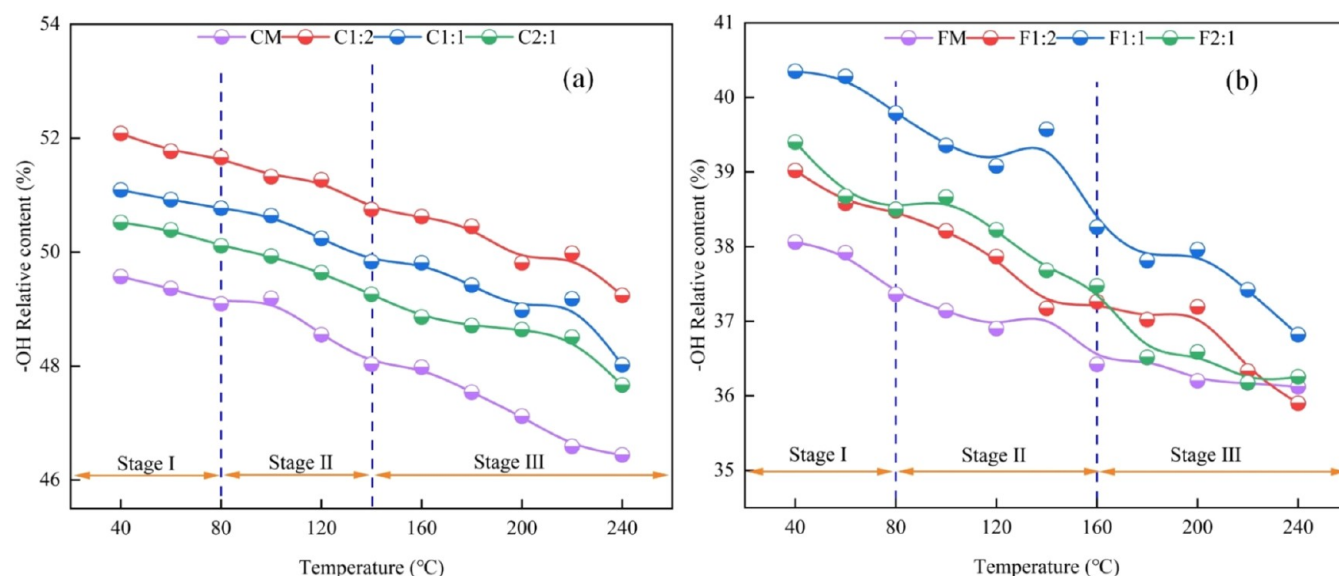 54
52
50
48
46
-OH Relative content (%)
CM C1:2 C1:1 C2:1
(a)
Stage I Stage II Stage III
40 80 120 160 200 240
Temperature (℃)
41
40
39
38
37
36
35
-OH Relative content (%)
FM F1:2 F1:1 F2:1
(b)
Stage I Stage II Stage III
40 80 120 160 200 240
Temperature (℃)